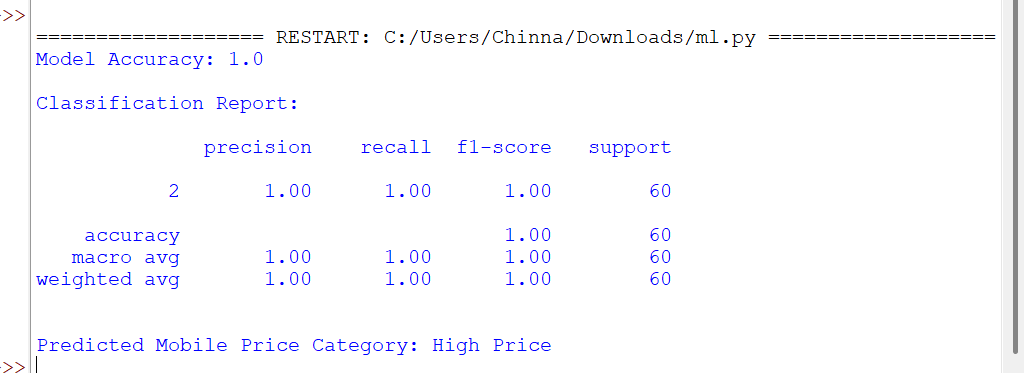 >>
=================== RESTART: C:/Users/Chinna/Downloads/ml.py ===================
Model Accuracy: 1.0
Classification Report:
precision recall f1-score support
2 1.00 1.00 1.00 60
accuracy 1.00 60
macro avg 1.00 1.00 1.00 60
weighted avg 1.00 1.00 1.00 60
Predicted Mobile Price Category: High Price
>>